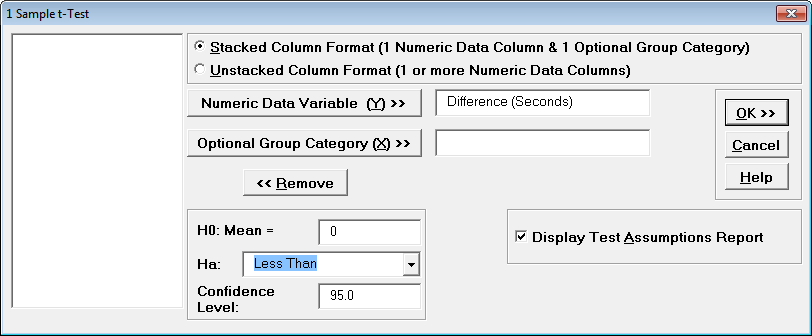 1 Sample t-Test
Stacked Column Format (1 Numeric Data Column & 1 Optional Group Category)
Unstacked Column Format (1 or more Numeric Data Columns)
Numeric Data Variable (Y) >>
Difference (Seconds)
Optional Group Category (X) >>
<< Remove
OK >>
Cancel
Help
H0: Mean =
0
Ha:
Less Than
Confidence
Level:
95.0
Display Test Assumptions Report